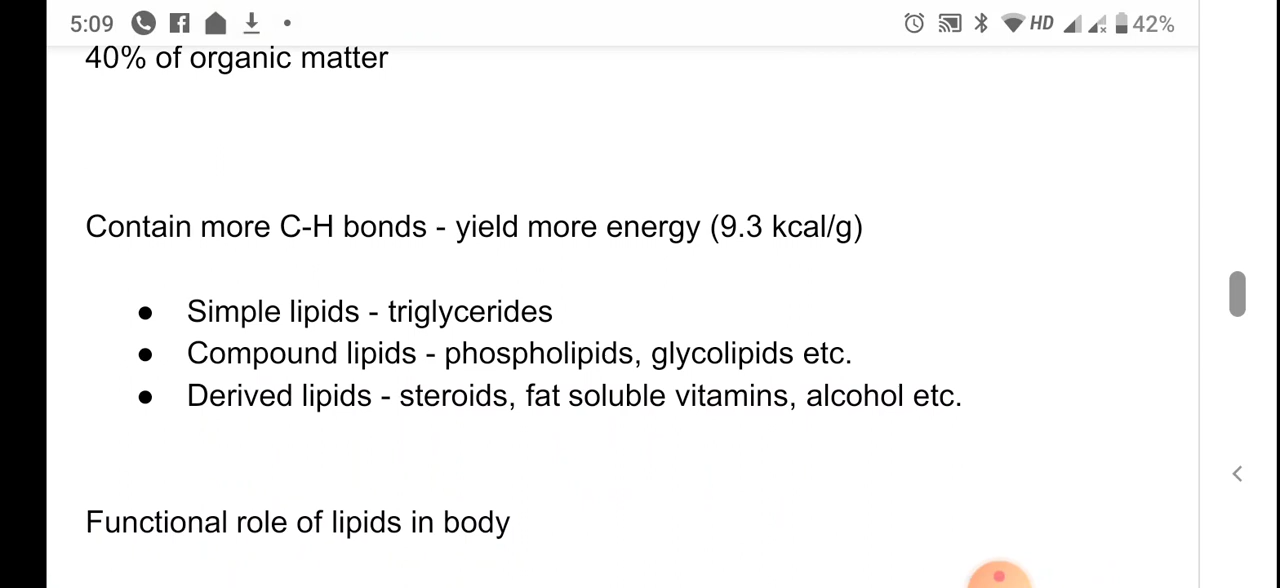 5:09 HD 42%
40% of organic matter
Contain more C-H bonds - yield more energy (9.3 kcal/g)
● Simple lipids - triglycerides
● Compound lipids - phospholipids, glycolipids etc.
● Derived lipids - steroids, fat soluble vitamins, alcohol etc.
Functional role of lipids in body